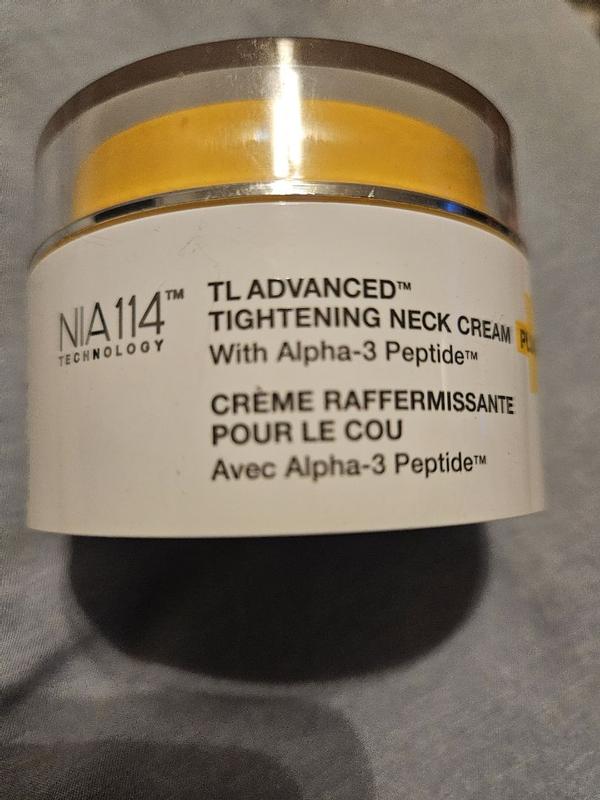 NIA114™
TECHNOLOGY
TL ADVANCED™
TIGHTENING NECK CREAM
With Alpha-3 Peptide™
CRÈME RAFFERMISSANTE
POUR LE COU
Avec Alpha-3 Peptide™